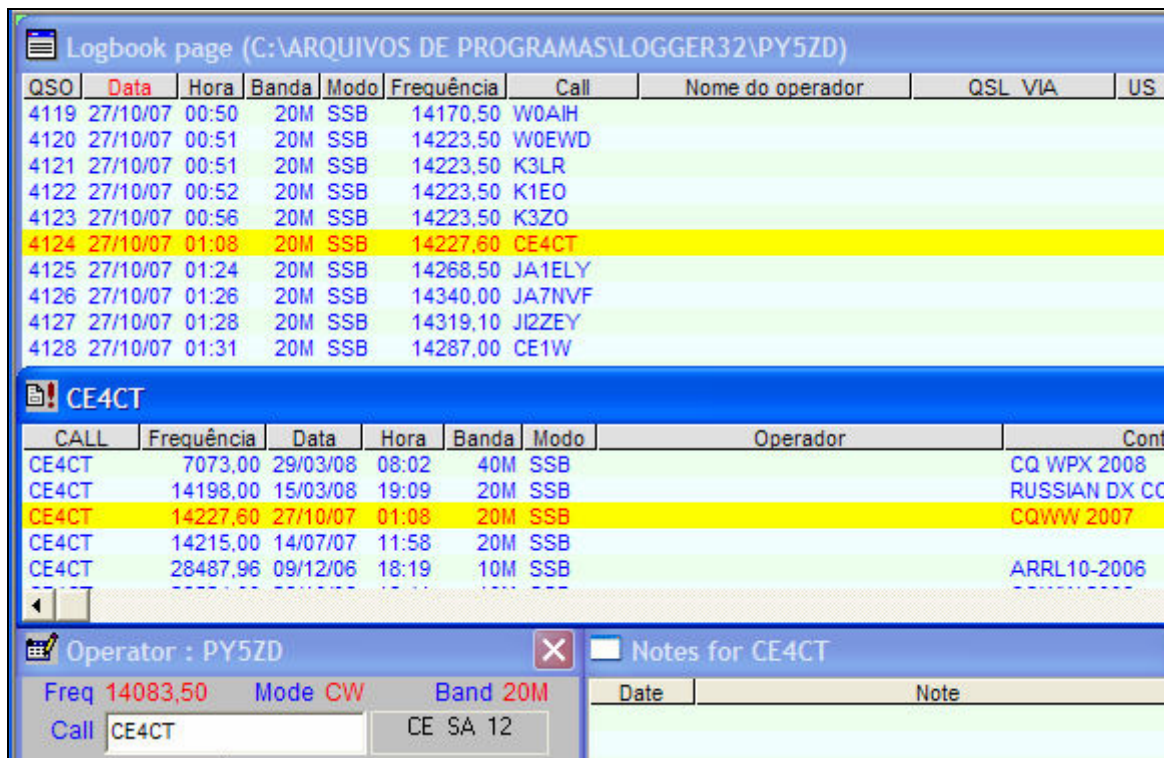 Logbook page (C:\ARQUIVOS DE PROGRAMAS\LOGGER32\PY5ZD)
QSO Data Hora Banda Modo Frequência Call Nome do operador QSL VIA US
4119 27/10/07 00:50 20M SSB 14170,50 W0AIH
4120 27/10/07 00:51 20M SSB 14223,50 W0EWD
4121 27/10/07 00:51 20M SSB 14223,50 K3LR
4122 27/10/07 00:52 20M SSB 14223,50 K1EO
4123 27/10/07 00:56 20M SSB 14223,50 K3ZO
4124 27/10/07 01:08 20M SSB 14227,60 CE4CT
4125 27/10/07 01:24 20M SSB 14268,50 JA1ELY
4126 27/10/07 01:26 20M SSB 14340,00 JA7NVF
4127 27/10/07 01:28 20M SSB 14319,10 JI2ZEY
4128 27/10/07 01:31 20M SSB 14287,00 CE1W
CE4CT
CALL Frequência Data Hora Banda Modo Operador Cont
CE4CT 7073,00 29/03/08 08:02 40M SSB CQ WPX 2008
CE4CT 14198,00 15/03/08 19:09 20M SSB RUSSIAN DX CO
CE4CT 14227,60 27/10/07 01:08 20M SSB CQWW 2007
CE4CT 14215,00 14/07/07 11:58 20M SSB
CE4CT 28487,96 09/12/06 18:19 10M SSB ARRL10-2006
Operator : PY5ZD
Notes for CE4CT
Freq 14083,50 Mode CW Band 20M
Date Note
Call CE4CT CE SA 12